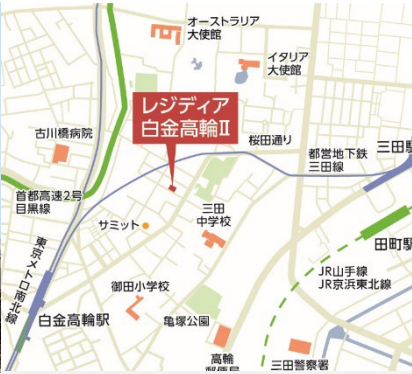 オーストラリア
大使館
イタリア
大使館
レジディア
白金高輪Ⅱ
古川橋病院
桜田通り
都営地下鉄
三田線
三田駅
首都高速2号
目黒線
サミット
三田
中学校
田町駅
東京メトロ南北線
JR山手線
JR京浜東北線
御田小学校
白金高輪駅
亀塚公園
高輪
郵便局
三田警察署